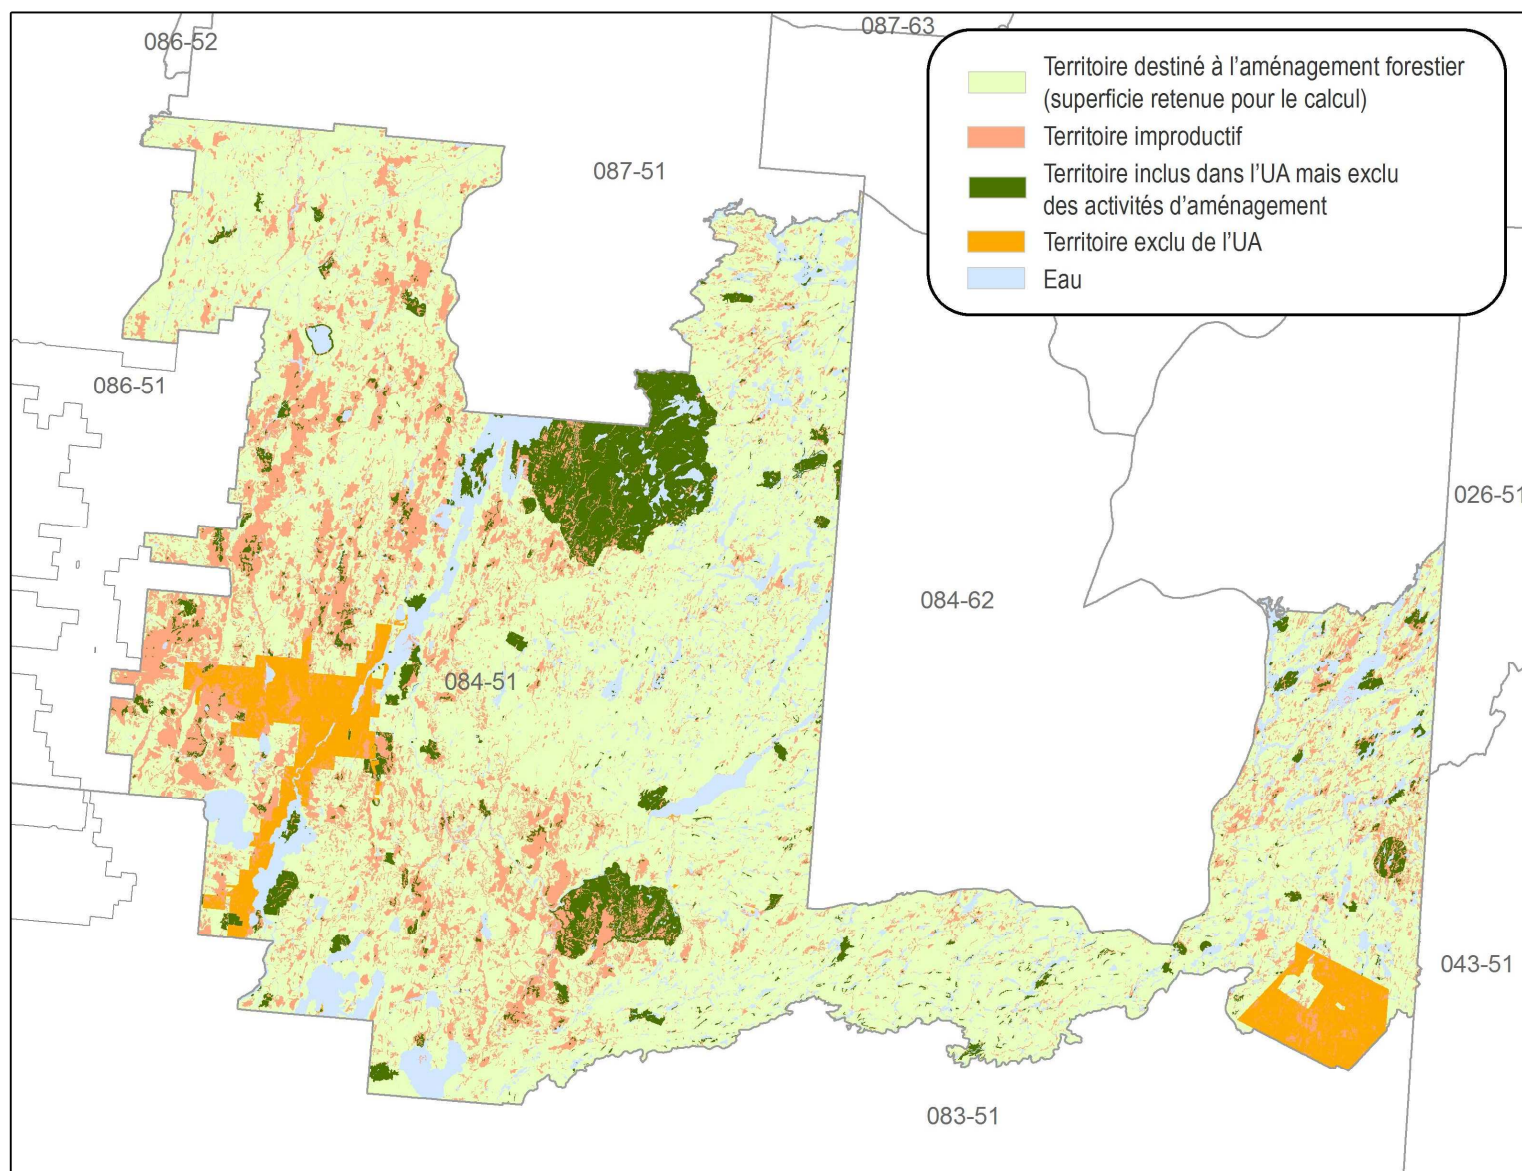 086-52
087-63
Territoire destiné à l'aménagement forestier
(superficie retenue pour le calcul)
Territoire improductif
Territoire inclus dans l'UA mais exclu
des activités d'aménagement
Territoire exclu de l'UA
Eau
087-51
086-51
026-51
084-62
084-51
043-51
083-51